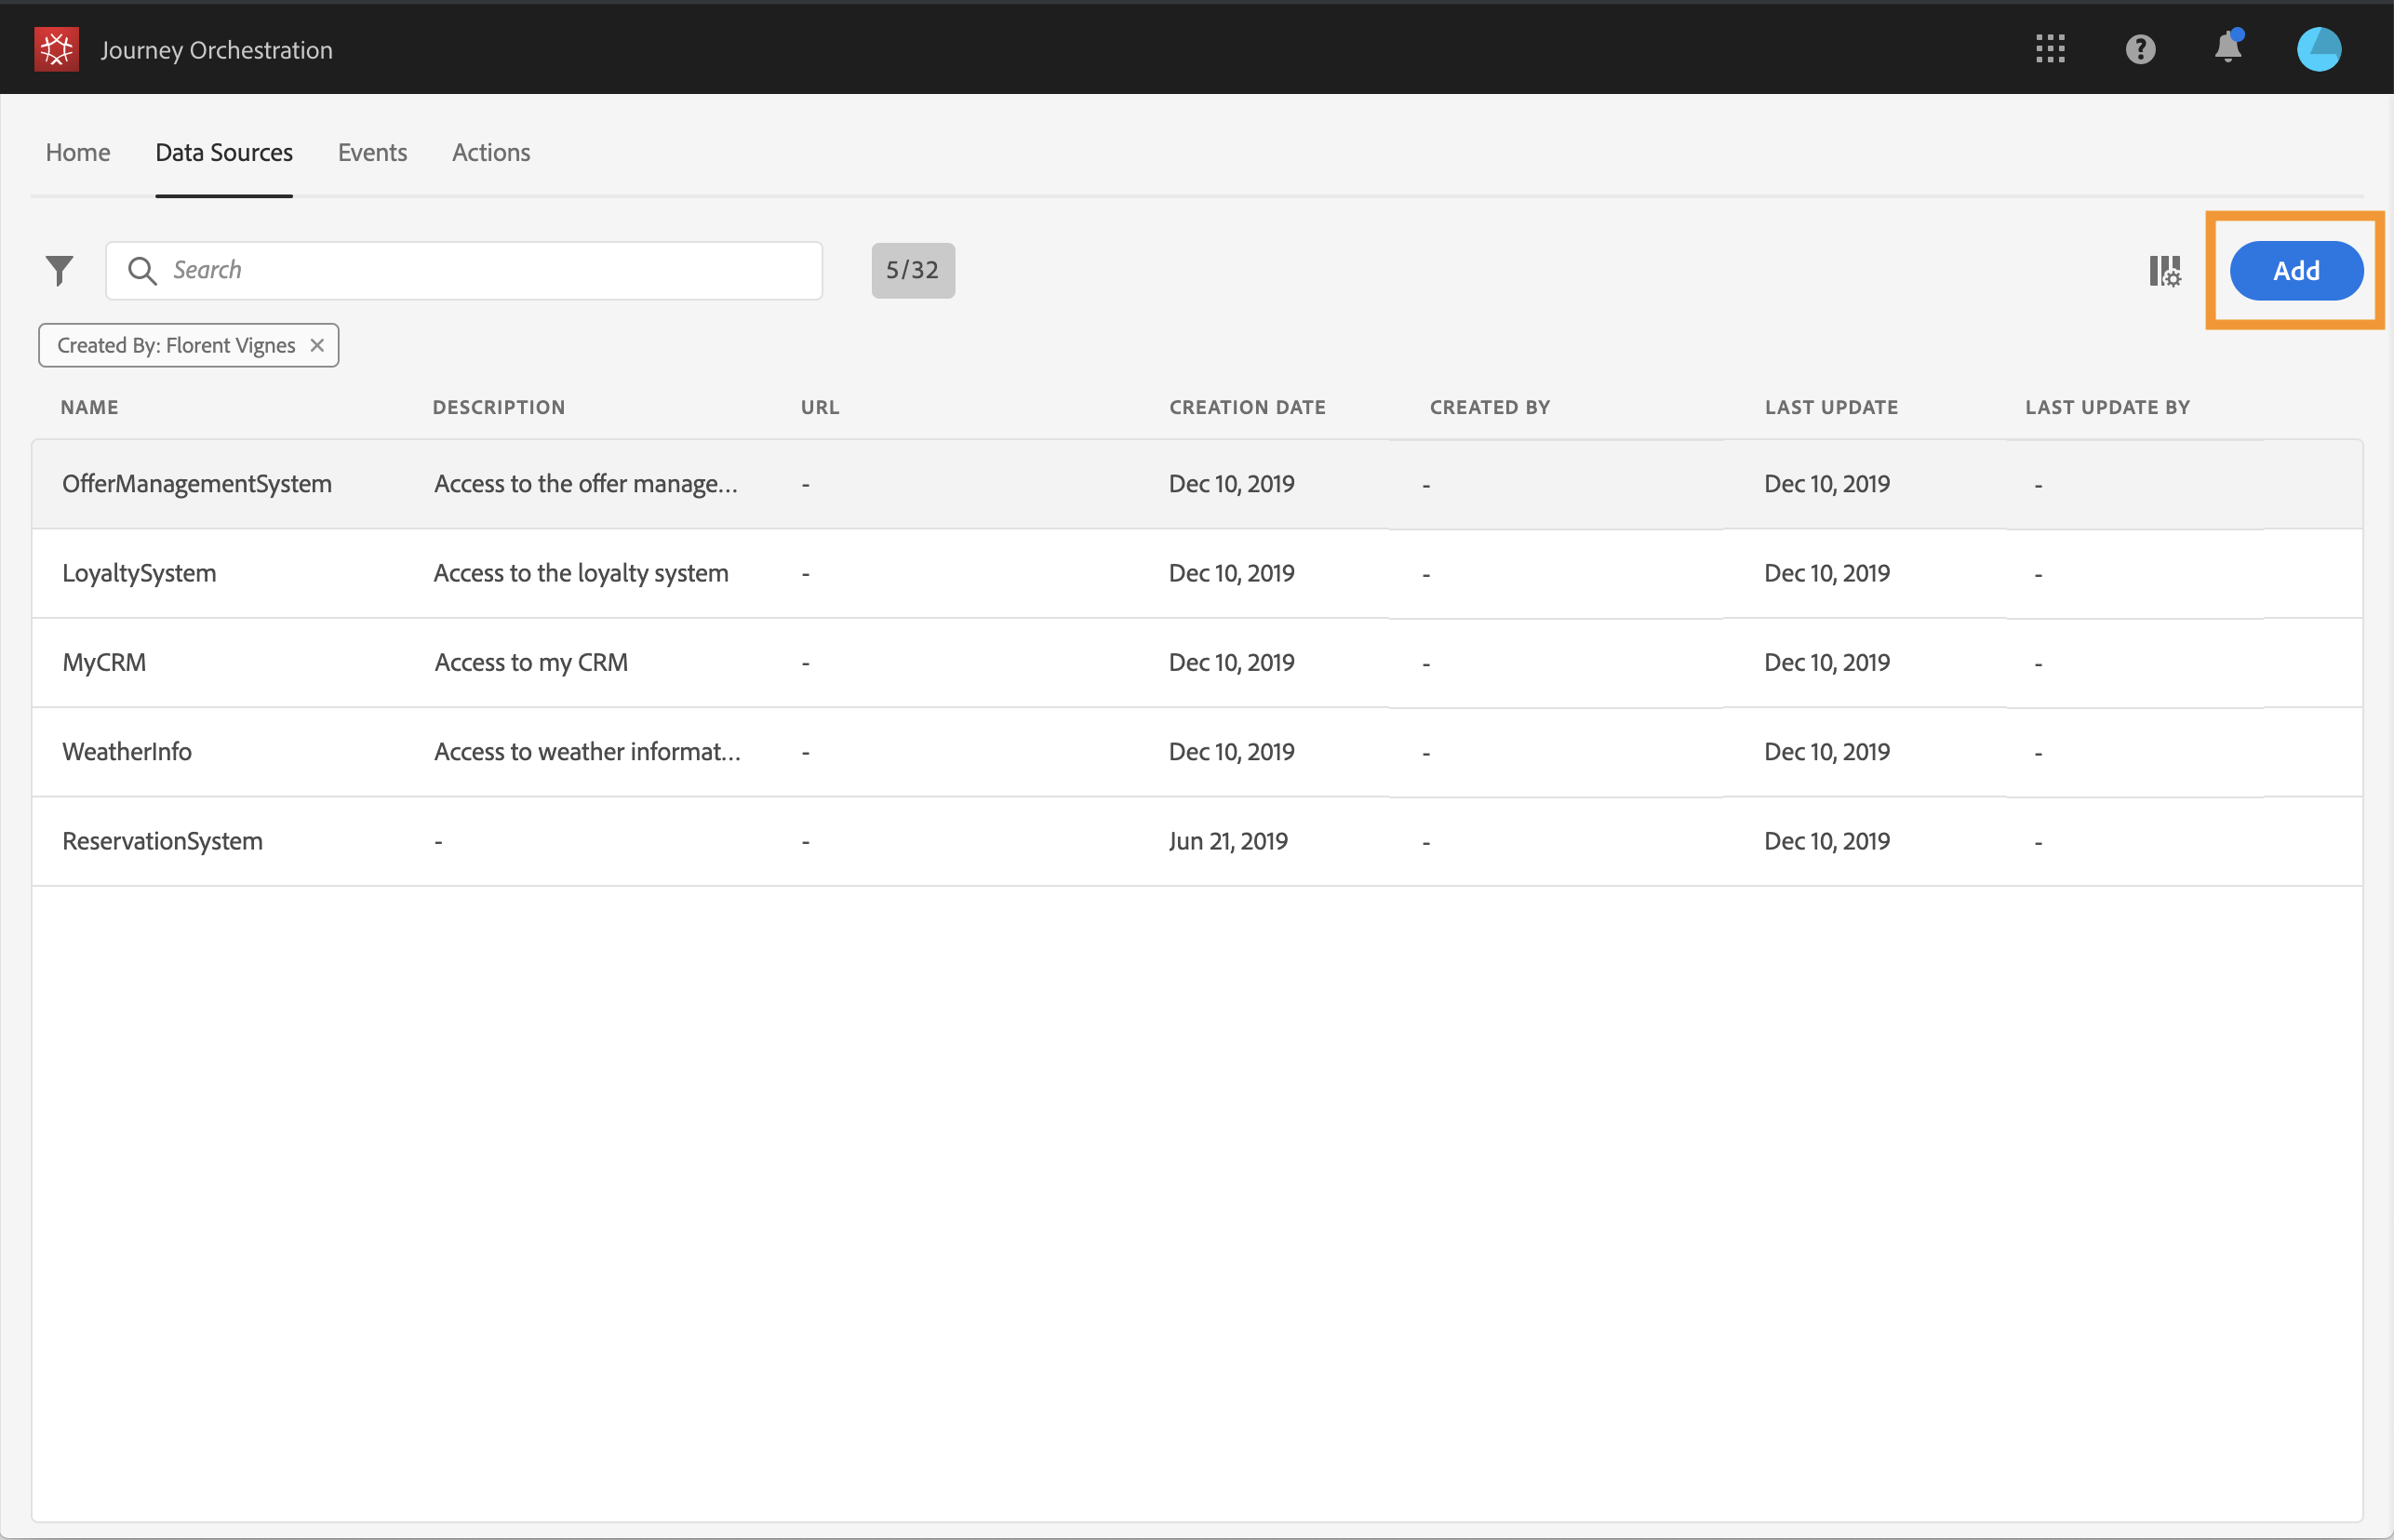 Journey Orchestration
Home Data Sources Events Actions
Search 5/32 Add
Created By: Florent Vignes
NAME DESCRIPTION URL CREATION DATE CREATED BY LAST UPDATE LAST UPDATE BY
OfferManagementSystem Access to the offer manage... - Dec 10, 2019 - Dec 10, 2019 -
LoyaltySystem Access to the loyalty system - Dec 10, 2019 - Dec 10, 2019 -
MyCRM Access to my CRM - Dec 10, 2019 - Dec 10, 2019 -
WeatherInfo Access to weather informat... - Dec 10, 2019 - Dec 10, 2019 -
ReservationSystem - - Jun 21, 2019 - Dec 10, 2019 -